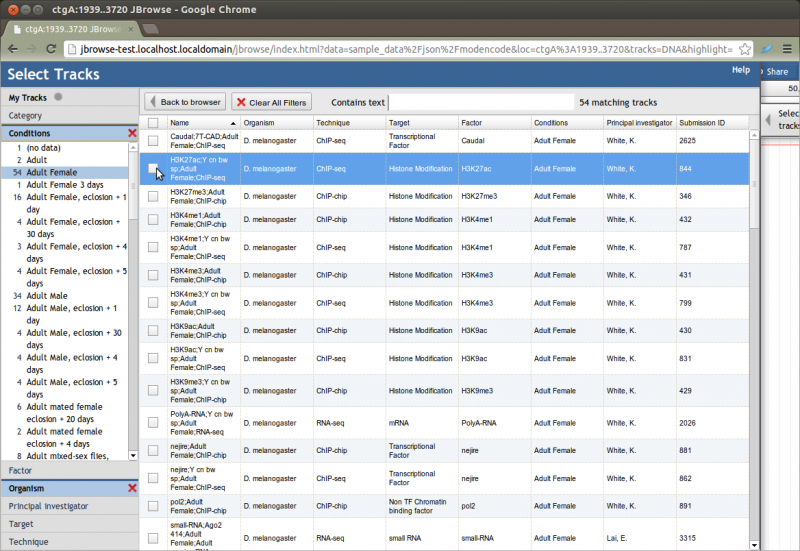 ctgA:1939..3720 JBrowse - Google Chrome
ctgA:1939..3720 JBrowse
jbrowse-test.localhost.localdomain/jbrowse/index.html?data=sample_data%2Fjson%2Fmodencode&loc=ctgA%3A1939..3720&tracks=DNA&highlight=
Select Tracks
Help
Share
50,
Selec
tracks
My Tracks
Category
Conditions
1 (no data)
2 Adult
54 Adult Female
1 Adult Female 3 days
16 Adult Female, eclosion + 1
day
4 Adult Female, eclosion +
30 days
3 Adult Female, eclosion + 4
days
4 Adult Female, eclosion + 5
days
34 Adult Male
12 Adult Male, eclosion + 1
day
4 Adult Male, eclosion + 30
days
4 Adult Male, eclosion + 4
days
4 Adult Male, eclosion + 5
days
6 Adult mated female
eclosion + 20 days
2 Adult mated female
eclosion + 4 days
8 Adult mixed-sex flies,
Factor
Organism
Principal investigator
Target
Technique
Back to browser
Clear All Filters
Contains text
54 matching tracks
Name Organism Technique Target Factor Conditions Principal investigator Submission ID
Caudal;7T-CAD;Adult
Female;ChIP-seq D. melanogaster ChIP-seq Transcriptional
Factor Caudal Adult Female White, K. 2625
H3K27ac;Y cn bw
sp;Adult
Female;ChIP-seq D. melanogaster ChIP-seq Histone Modification H3K27ac Adult Female White, K. 844
H3K27me3;Adult
Female;ChIP-chip D. melanogaster ChIP-chip Histone Modification H3K27me3 Adult Female White, K. 346
H3K4me1;Adult
Female;ChIP-chip D. melanogaster ChIP-chip Histone Modification H3K4me1 Adult Female White, K. 432
H3K4me1;Y cn bw
sp;Adult
Female;ChIP-seq D. melanogaster ChIP-seq Histone Modification H3K4me1 Adult Female White, K. 787
H3K4me3;Adult
Female;ChIP-chip D. melanogaster ChIP-chip Histone Modification H3K4me3 Adult Female White, K. 431
H3K4me3;Y cn bw
sp;Adult
Female;ChIP-seq D. melanogaster ChIP-seq Histone Modification H3K4me3 Adult Female White, K. 799
H3K9ac;Adult
Female;ChIP-chip D. melanogaster ChIP-chip Histone Modification H3K9ac Adult Female White, K. 430
H3K9ac;Y cn bw
sp;Adult
Female;ChIP-seq D. melanogaster ChIP-seq Histone Modification H3K9ac Adult Female White, K. 831
H3K9me3;Adult
Female;ChIP-chip D. melanogaster ChIP-chip Histone Modification H3K9me3 Adult Female White, K. 429
PolyA-RNA;Y cn bw
sp;Adult
Female;RNA-seq D. melanogaster RNA-seq mRNA PolyA-RNA Adult Female White, K. 2026
nejire;Adult
Female;ChIP-chip D. melanogaster ChIP-chip Transcriptional
Factor nejire Adult Female White, K. 881
nejire;Y cn bw
sp;Adult
Female;ChIP-seq D. melanogaster ChIP-seq Transcriptional
Factor nejire Adult Female White, K. 862
pol2;Adult
Female;ChIP-chip D. melanogaster ChIP-chip Non TF Chromatin
binding factor pol2 Adult Female White, K. 891
small-RNA;Ago2
414;Adult
Female;Adult D. melanogaster RNA-seq small RNA small-RNA Adult Female Lai, E. 3315